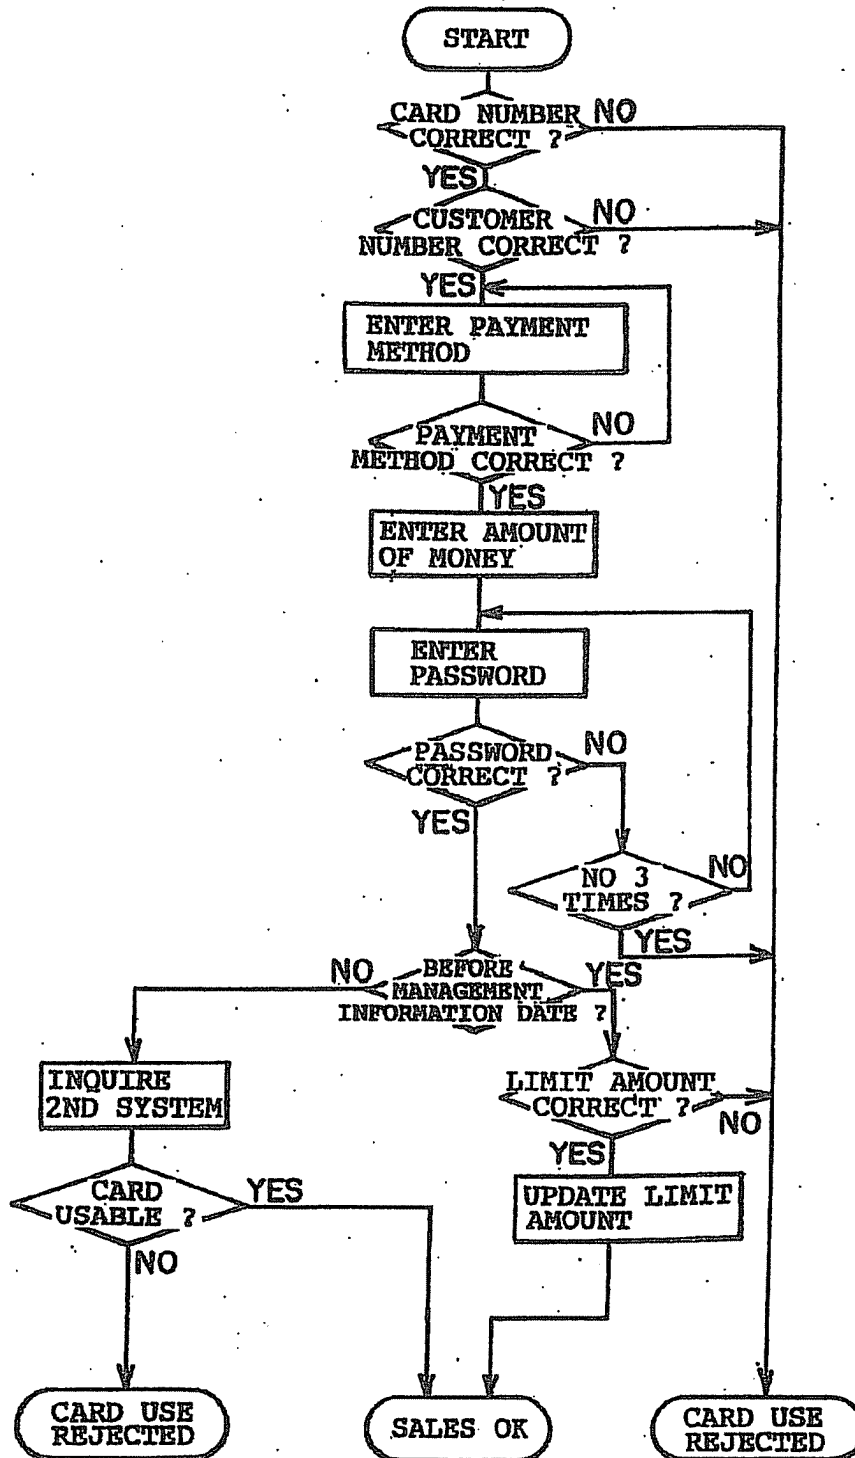 START
CARD NUMBER
CORRECT ?
NO
YES
CUSTOMER
NUMBER CORRECT ?
NO
YES
ENTER PAYMENT
METHOD
PAYMENT
METHOD CORRECT ?
NO
YES
ENTER AMOUNT
OF MONEY
ENTER
PASSWORD
PASSWORD
CORRECT ?
NO
YES
NO 3
TIMES ?
NO
YES
BEFORE
MANAGEMENT
INFORMATION DATE ?
NO
YES
INQUIRE
2ND SYSTEM
LIMIT AMOUNT
CORRECT ?
NO
YES
CARD
USABLE ?
YES
NO
UPDATE LIMIT
AMOUNT
CARD USE
REJECTED
SALES OK
CARD USE
REJECTED